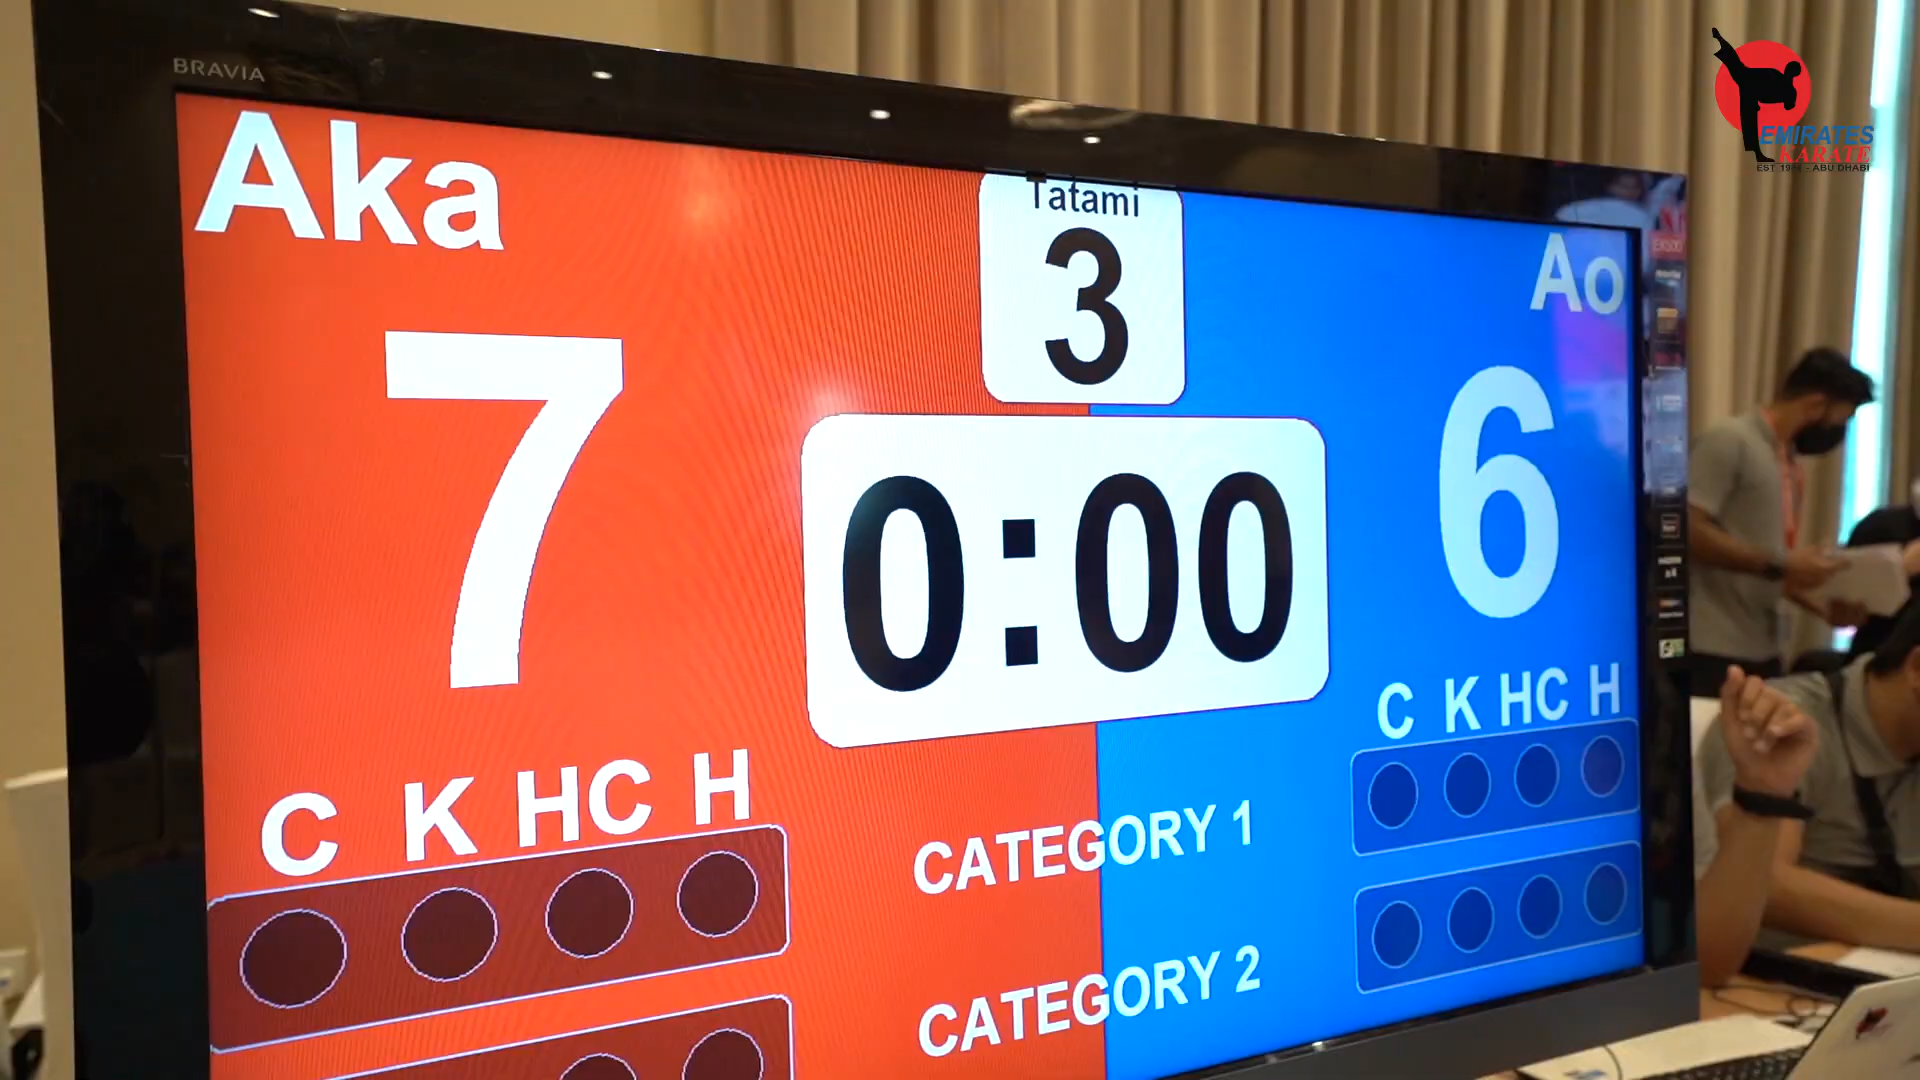 BRAVIA
EMIRATES
KARATE
Aka
Tatami
3
Ao
7
0:00
6
C K HC H
C K HC H
CATEGORY 1
CATEGORY 2